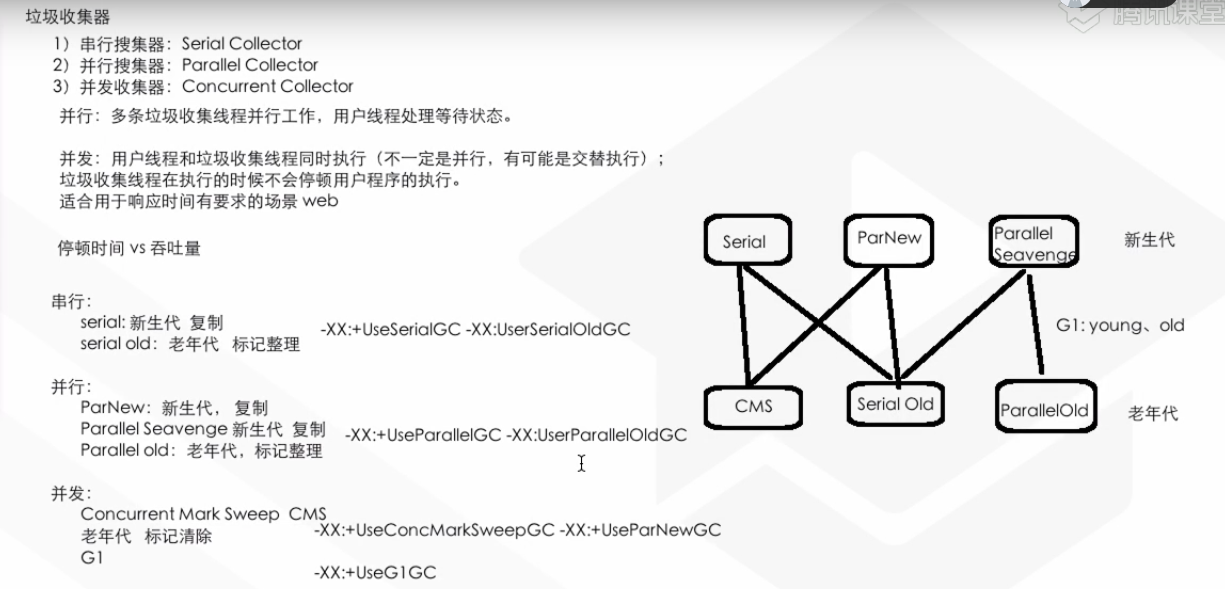 垃圾收集器
腾讯课堂
1）串行搜集器：Serial Collector
2）并行搜集器：Parallel Collector
3）并发收集器：Concurrent Collector
并行：多条垃圾收集线程并行工作，用户线程处理等待状态。
并发：用户线程和垃圾收集线程同时执行（不一定是并行，有可能是交替执行）；
垃圾收集线程在执行的时候不会停顿用户程序的执行。
适合用于响应时间有要求的场景 web
停顿时间 vs 吞吐量
串行：
serial: 新生代 复制
serial old：老年代 标记整理
-XX:+UseSerialGC -XX:UserSerialOldGC
并行：
ParNew：新生代， 复制
Parallel Seavenge 新生代 复制
Parallel old：老年代，标记整理
-XX:+UseParallelGC -XX:UserParallelOldGC
并发：
Concurrent Mark Sweep CMS
老年代 标记清除
-XX:+UseConcMarkSweepGC -XX:+UseParNewGC
G1
-XX:+UseG1GC
Serial
ParNew
Parallel
Seavenge
新生代
G1: young、old
CMS
Serial Old
ParallelOld
老年代